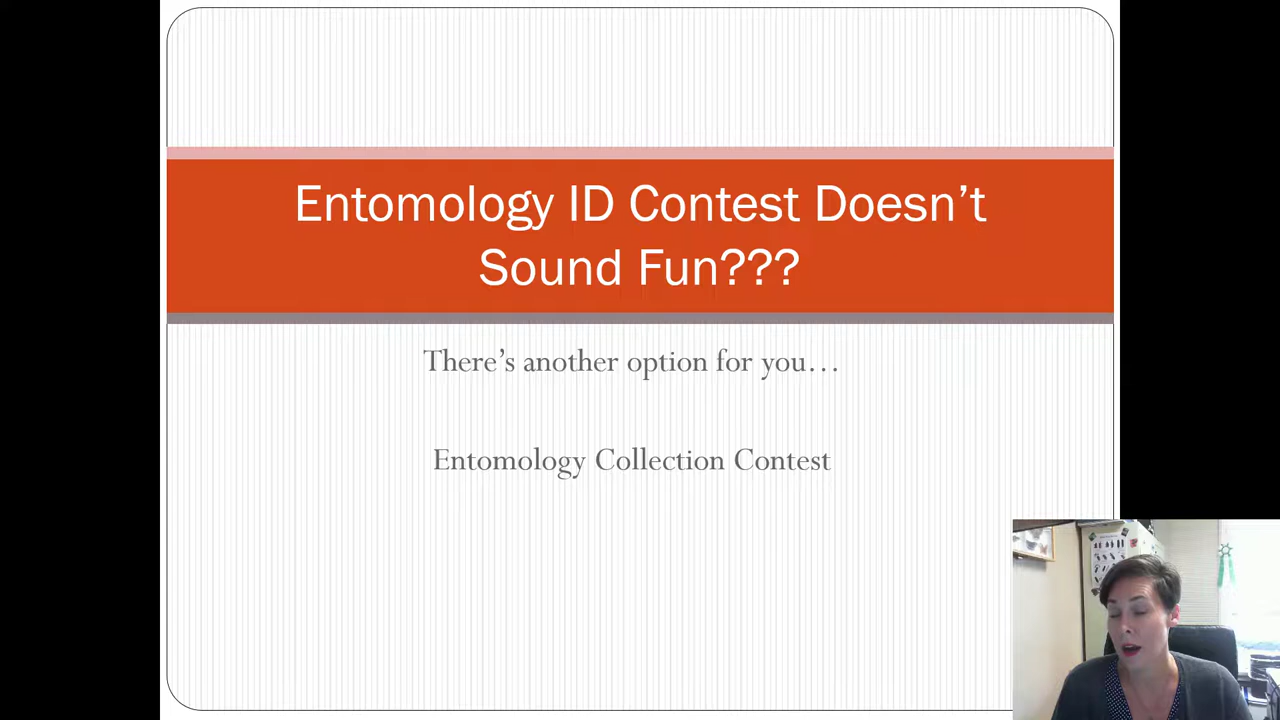 Entomology ID Contest Doesn’t
Sound Fun???
There’s another option for you…
Entomology Collection Contest